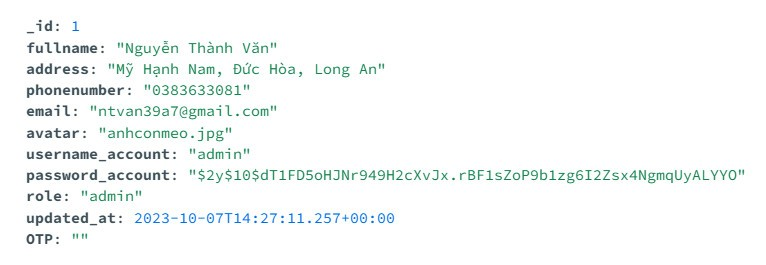 _id: 1
fullname: "Nguyễn Thành Văn"
address: "Mỹ Hạnh Nam, Đức Hòa, Long An"
phonenumber: "0383633081"
email: "ntvan39a7@gmail.com"
avatar: "anhconmeo.jpg"
username_account: "admin"
password_account: "$2y$10$dT1FD5oHJNr949H2cXvJx.rBF1sZoP9b1zg6I2Zsx4NgmqUyALYYO"
role: "admin"
updated_at: 2023-10-07T14:27:11.257+00:00
OTP: ""